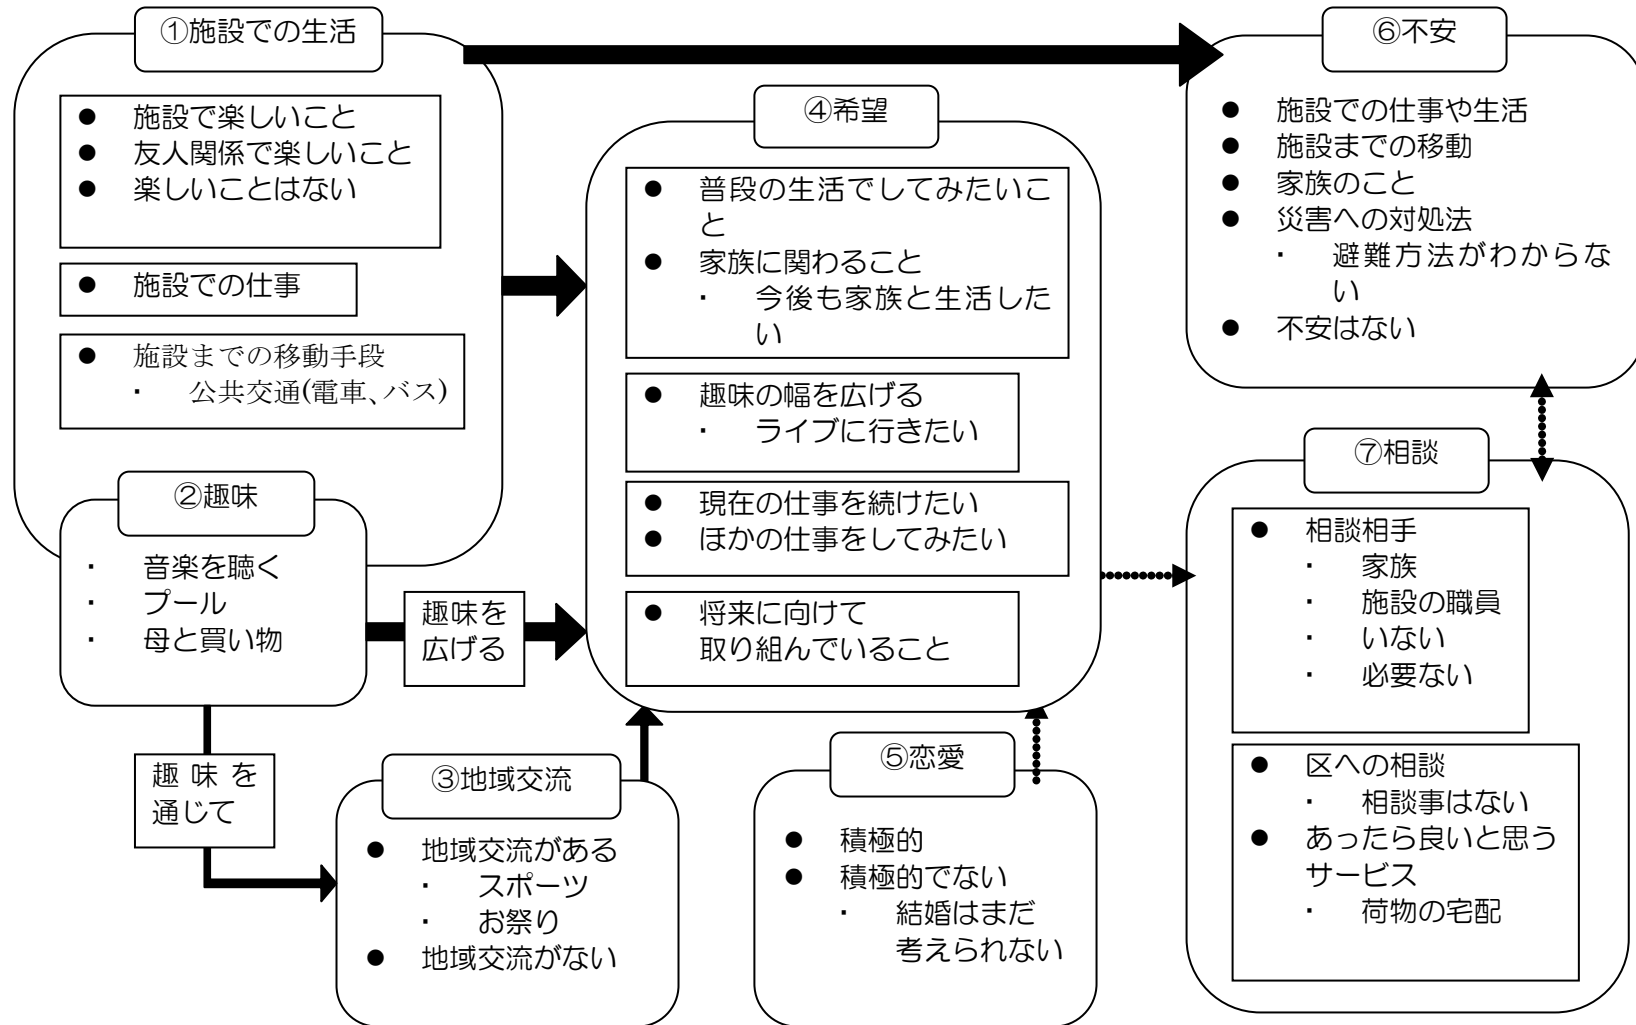 ①施設での生活
● 施設で楽しいこと
● 友人関係で楽しいこと
● 楽しいことはない
● 施設での仕事
● 施設までの移動手段
・ 公共交通(電車、バス)
②趣味
・ 音楽を聴く
・ プール
・ 母と買い物
趣味を
広げる
趣味を
通じて
③地域交流
● 地域交流がある
・ スポーツ
・ お祭り
● 地域交流がない
④希望
● 普段の生活でしてみたいこ
と
● 家族に関わること
・ 今後も家族と生活した
い
● 趣味の幅を広げる
・ ライブに行きたい
● 現在の仕事を続けたい
● ほかの仕事をしてみたい
● 将来に向けて
取り組んでいること
⑤恋愛
● 積極的
● 積極的でない
・ 結婚はまだ
考えられない
⑥不安
● 施設での仕事や生活
● 施設までの移動
● 家族のこと
● 災害への対処法
・ 避難方法がわからな
い
● 不安はない
⑦相談
● 相談相手
・ 家族
・ 施設の職員
・ いない
・ 必要ない
● 区への相談
・ 相談事はない
● あったら良いと思う
サービス
・ 荷物の宅配